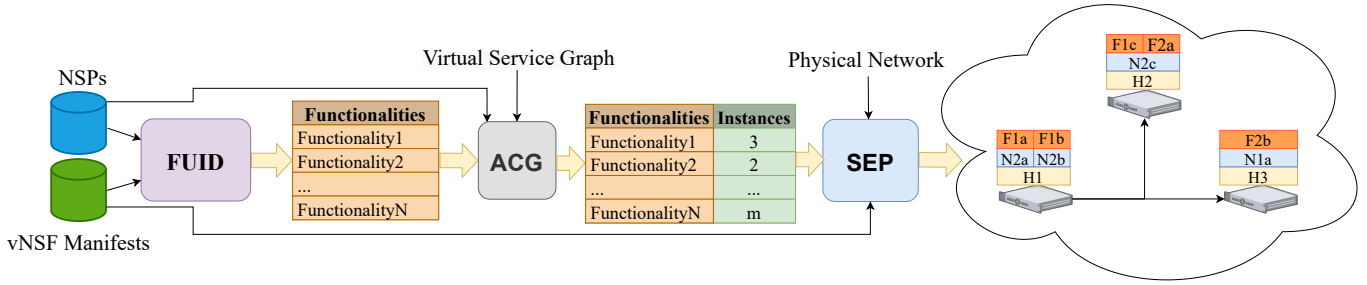 NSPs
vNSF Manifests
FUID
Functionalities
Functionality1
Functionality2
...
FunctionalityN
Virtual Service Graph
ACG
Functionalities Instances
Functionality1 3
Functionality2 2
... ...
FunctionalityN m
Physical Network
SEP
F1c F2a
N2c
H2
F1a F1b
N2a N2b
H1
F2b
N1a
H3